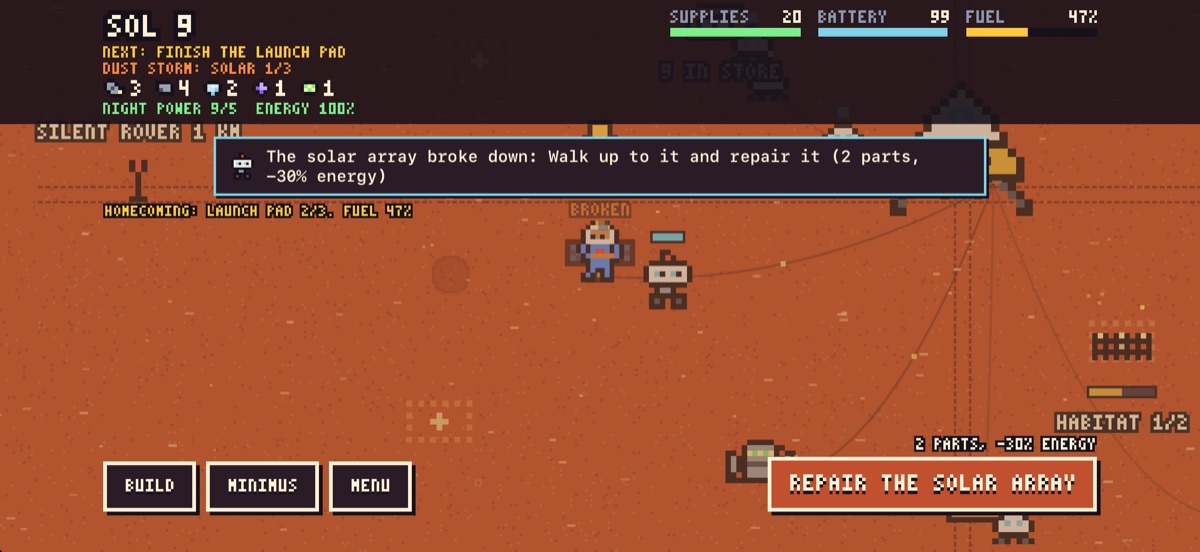 SOL 9
SUPPLIES 20 BATTERY 99 FUEL 47%
NEXT: FINISH THE LAUNCH PAD
DUST STORM: SOLAR 1/3
9 IN STORE
3 4 2 1 1
NIGHT POWER 9/5 ENERGY 100%
SILENT ROVER 1 KM
The solar array broke down: Walk up to it and repair it (2 parts,
-30% energy)
HOMECOMING: LAUNCH PAD 2/3. FUEL 47%
BROKEN
HABITAT 1/2
2 PARTS, -30% ENERGY
BUILD MINIMUS MENU
REPAIR THE SOLAR ARRAY